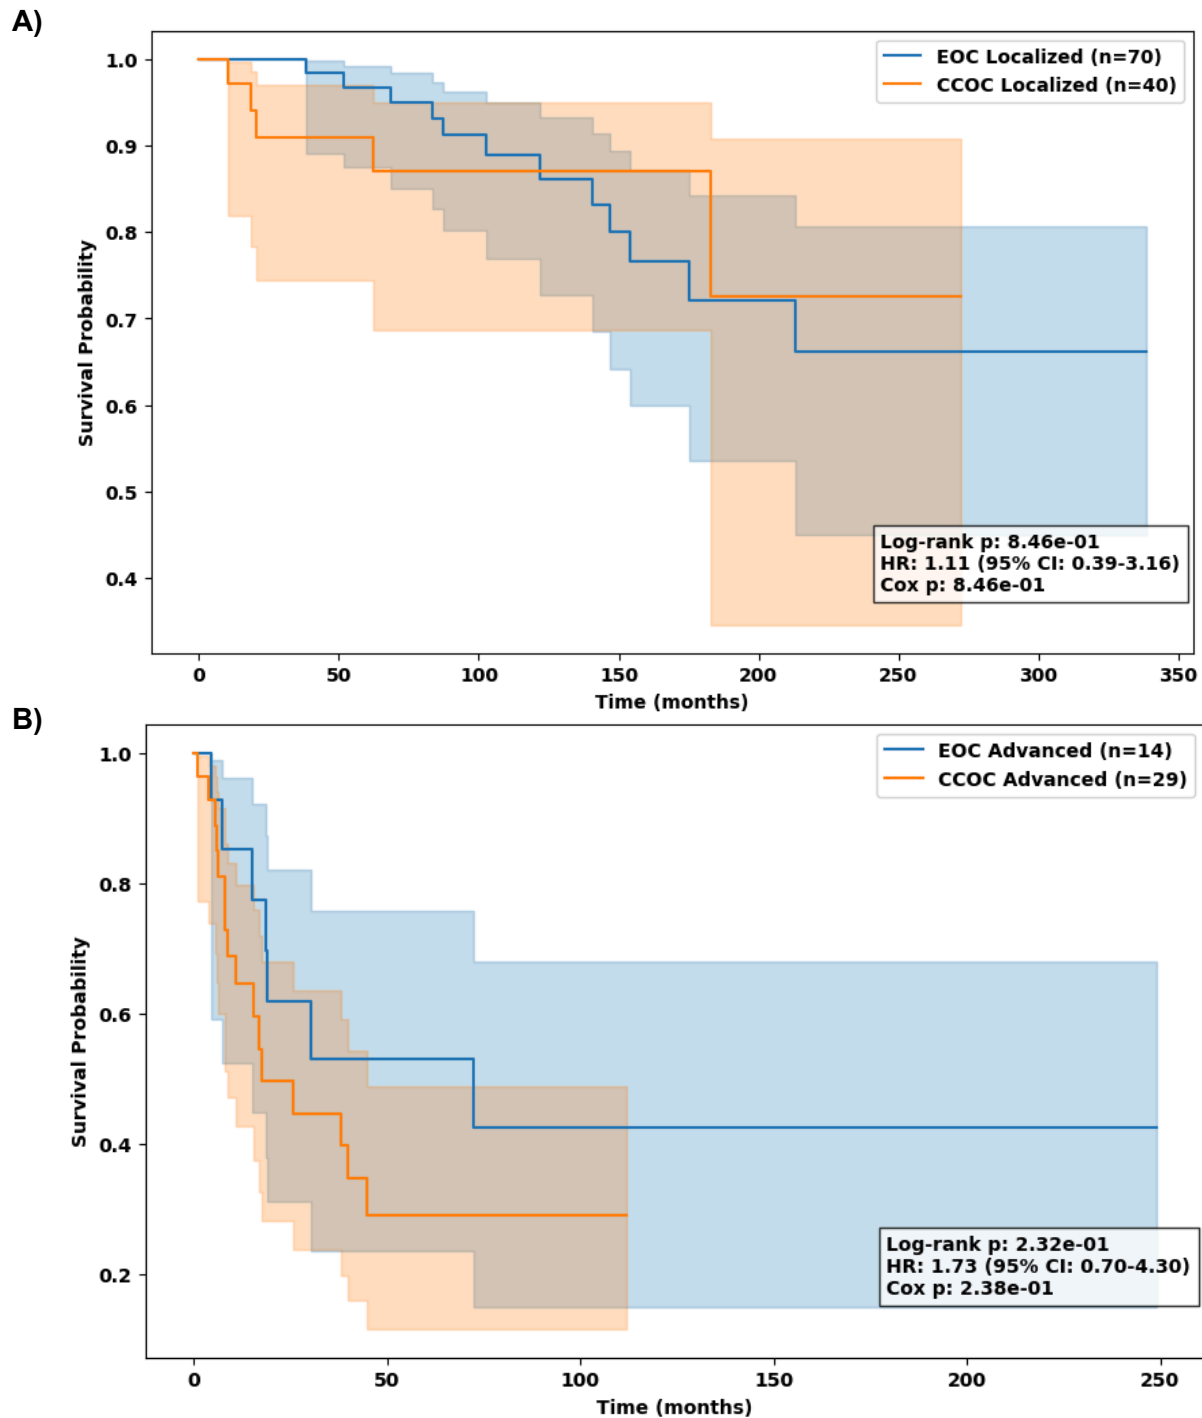 A)
1.0
0.9
0.8
0.7
0.6
0.5
0.4
Survival Probability
EOC Localized (n=70)
CCOC Localized (n=40)
Log-rank p: 8.46e-01
HR: 1.11 (95% CI: 0.39-3.16)
Cox p: 8.46e-01
0 50 100 150 200 250 300 350
Time (months)
B)
1.0
0.8
0.6
0.4
0.2
Survival Probability
EOC Advanced (n=14)
CCOC Advanced (n=29)
Log-rank p: 2.32e-01
HR: 1.73 (95% CI: 0.70-4.30)
Cox p: 2.38e-01
0 50 100 150 200 250
Time (months)